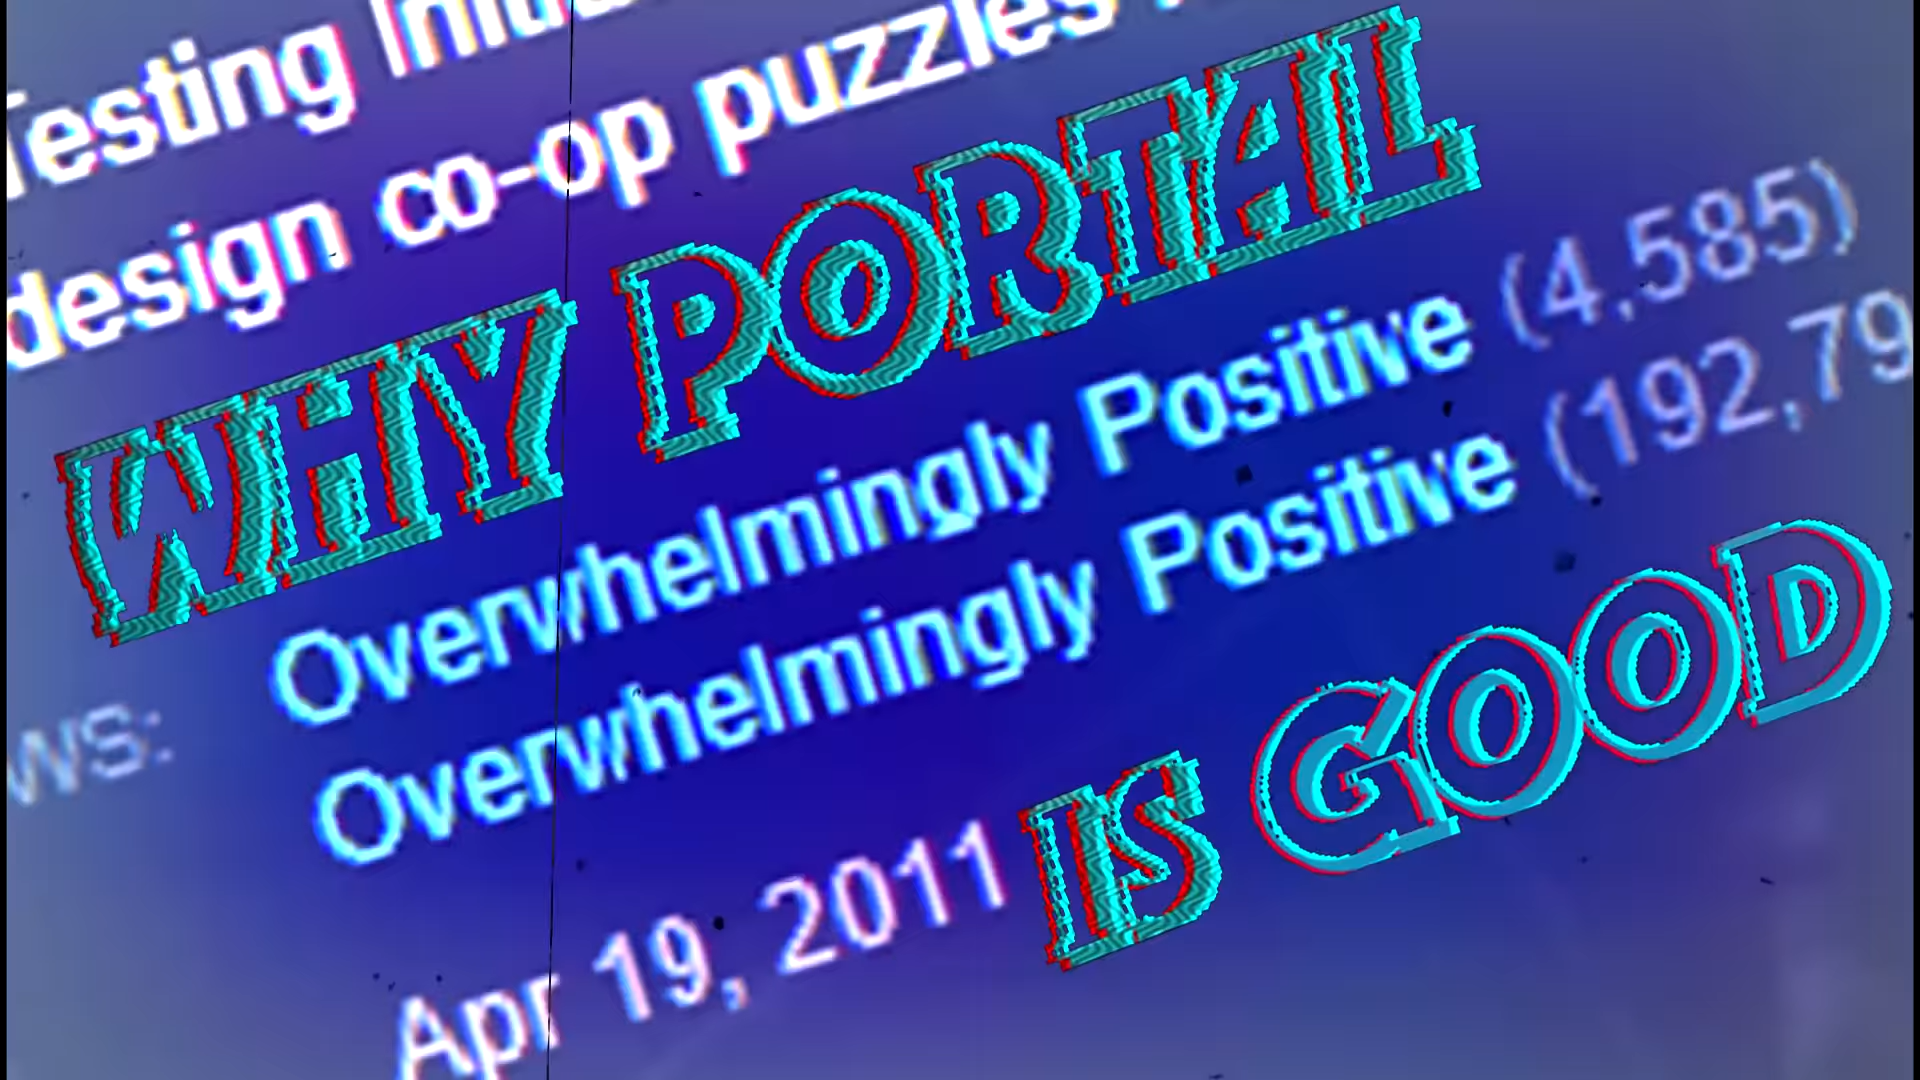 Testing
design co-op puzzles
WHY PORTAL
Overwhelmingly Positive (4,585)
Overwhelmingly Positive (192,79
ws:
Apr 19, 2011
IS GOOD